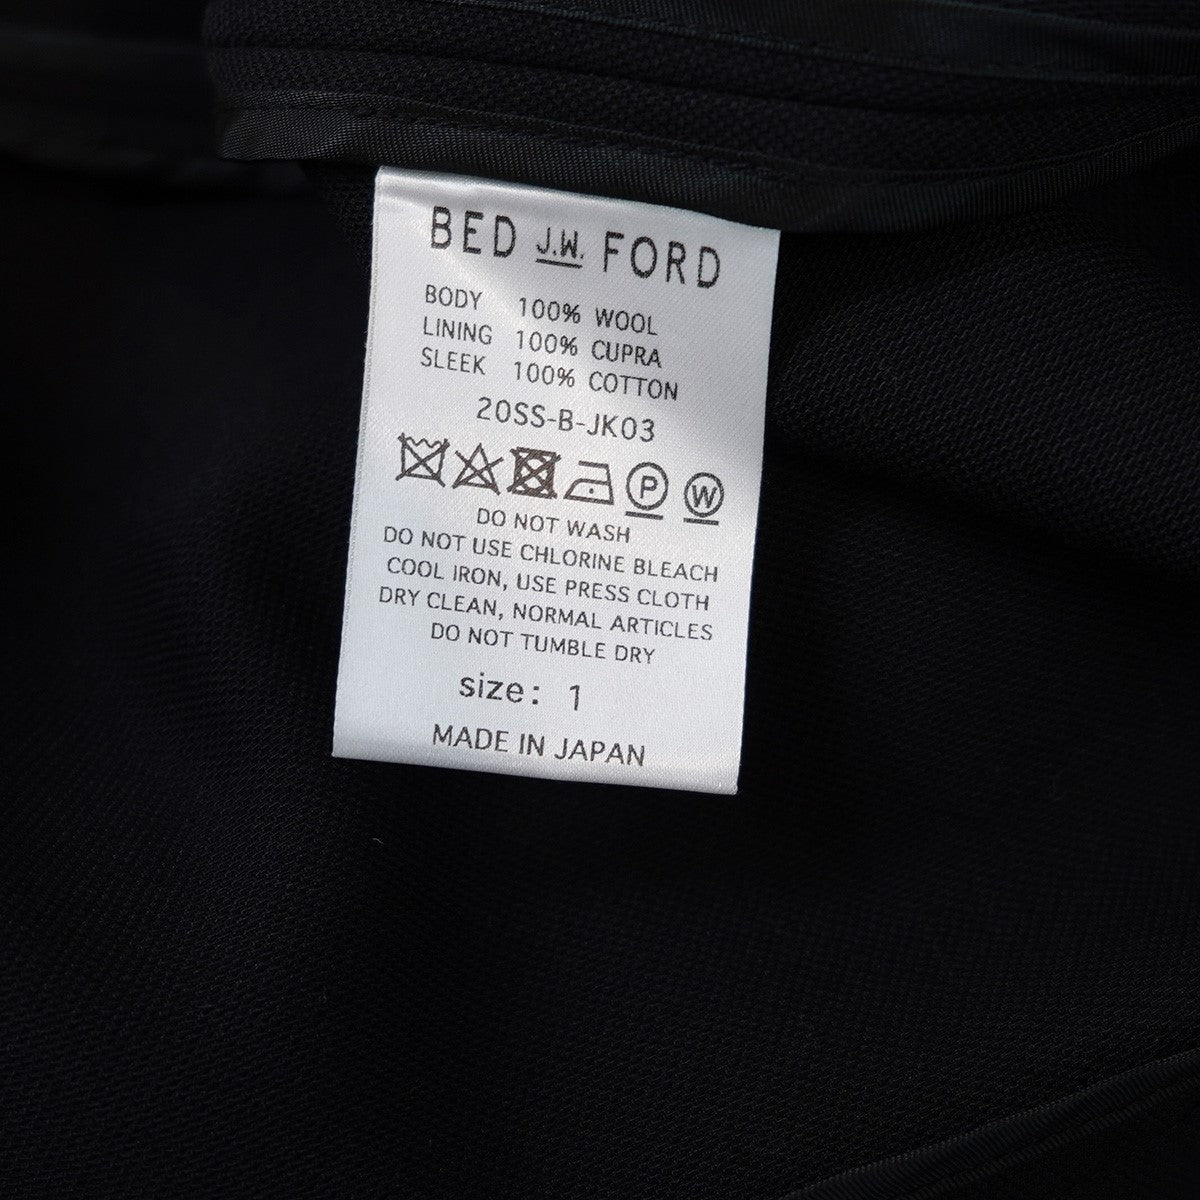 BED J.W. FORD
BODY 100% WOOL
LINING 100% CUPRA
SLEEK 100% COTTON
20SS-B-JK03
P W
DO NOT WASH
DO NOT USE CHLORINE BLEACH
COOL IRON, USE PRESS CLOTH
DRY CLEAN, NORMAL ARTICLES
DO NOT TUMBLE DRY
size: 1
MADE IN JAPAN